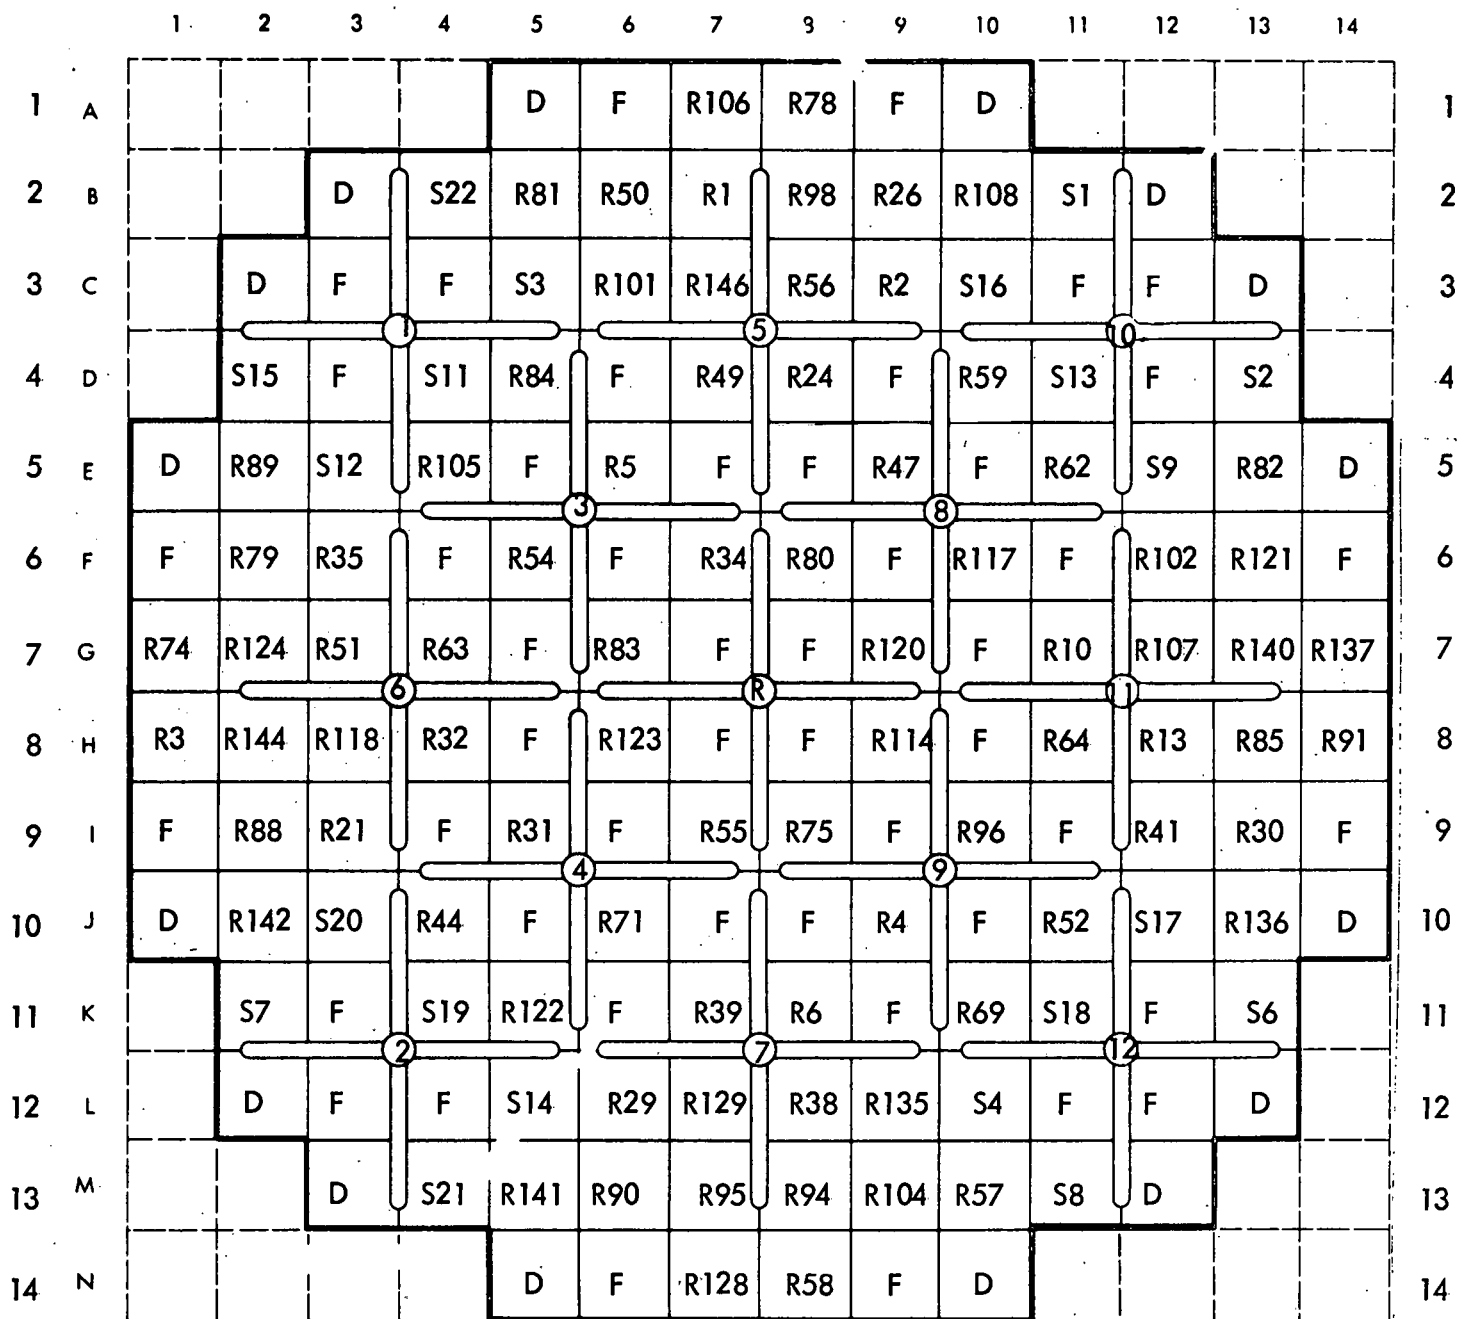 1 2 3 4 5 6 7 8 9 10 11 12 13 14
1 A D F R106 R78 F D 1
2 B D S22 R81 R50 R1 R98 R26 R108 S1 D 2
3 C D F F S3 R101 R146 R56 R2 S16 F F D 3
1 5 10
4 D S15 F S11 R84 F R49 R24 F R59 S13 F S2 4
5 E D R89 S12 R105 F R5 F F R47 F R62 S9 R82 D 5
3 8
6 F F R79 R35 F R54 F R34 R80 F R117 F R102 R121 F 6
7 G R74 R124 R51 R63 F R83 F F R120 F R10 R107 R140 R137 7
6 R 11
8 H R3 R144 R118 R32 F R123 F F R114 F R64 R13 R85 R91 8
9 I F R88 R21 F R31 F R55 R75 F R96 F R41 R30 F 9
4 9
10 J D R142 S20 R44 F R71 F F R4 F R52 S17 R136 D 10
11 K S7 F S19 R122 F R39 R6 F R69 S18 F S6 11
2 7 12
12 L D F F S14 R29 R129 R38 R135 S4 F F D 12
13 M D S21 R141 R90 R95 R94 R104 R57 S8 D 13
14 N D F R128 R58 F D 14